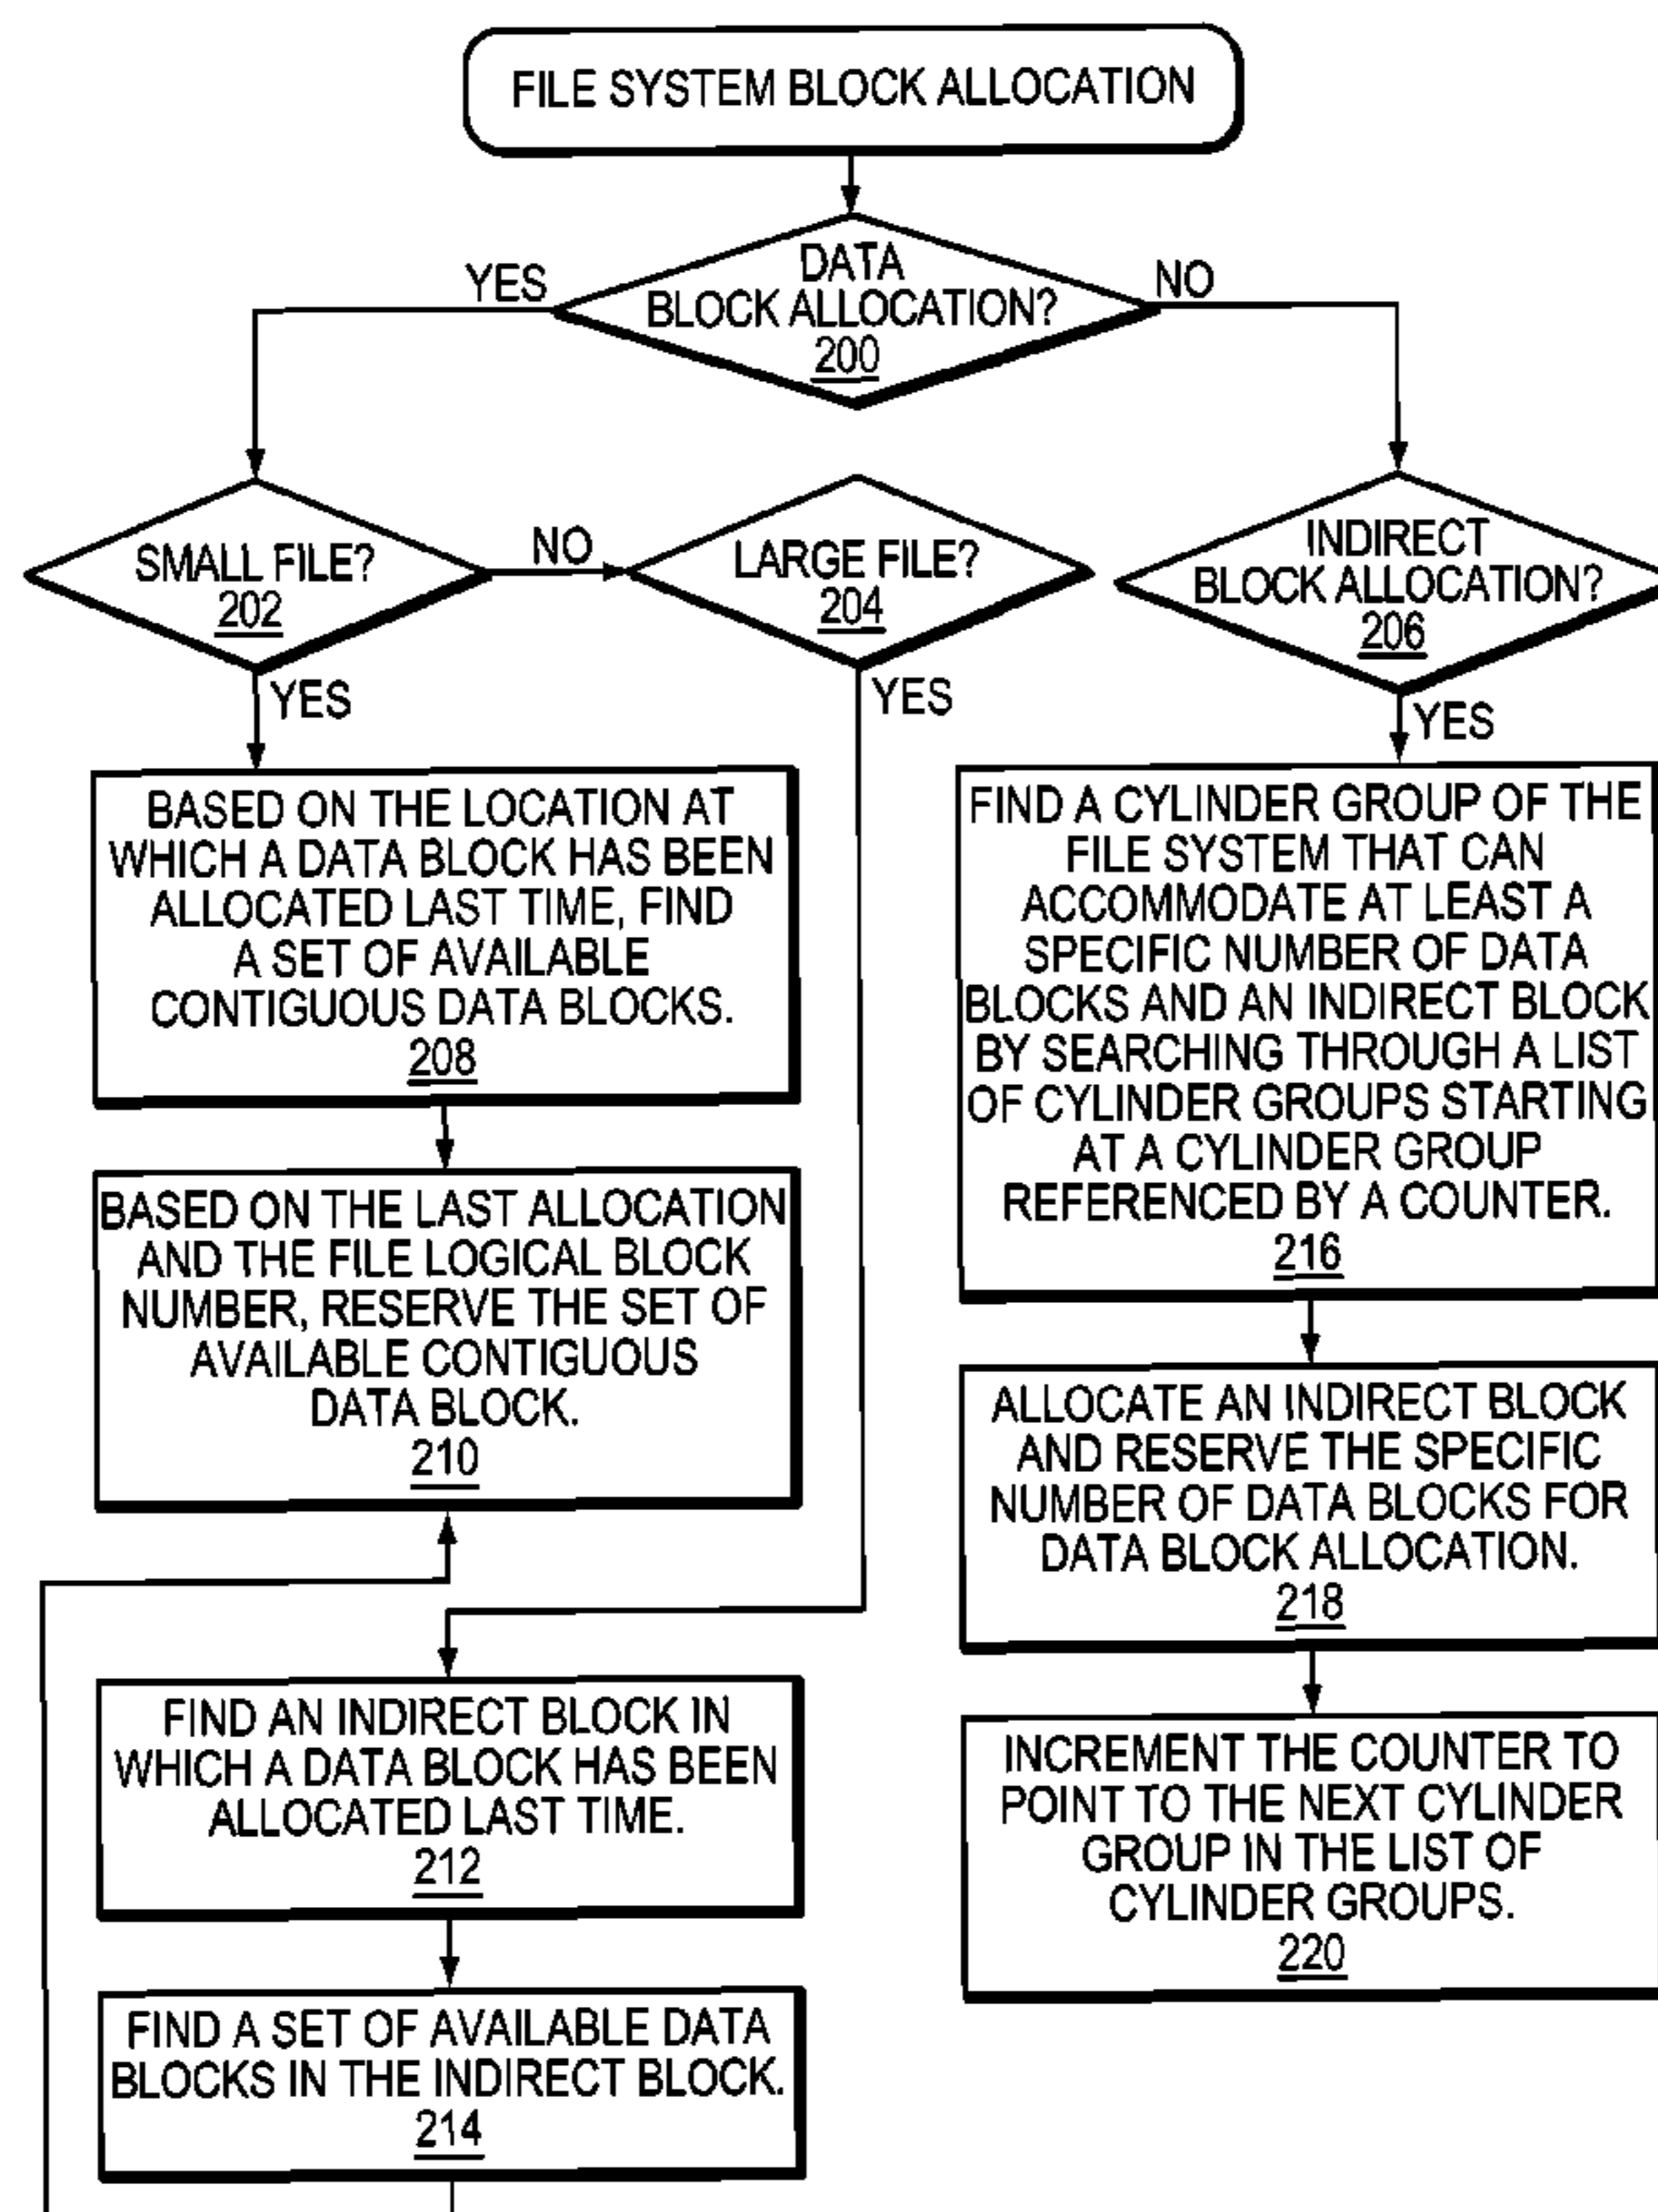 FILE SYSTEM BLOCK ALLOCATION
DATA
BLOCK ALLOCATION?
200
YES
NO
SMALL FILE?
202
NO
LARGE FILE?
204
INDIRECT
BLOCK ALLOCATION?
206
YES
YES
YES
BASED ON THE LOCATION AT
WHICH A DATA BLOCK HAS BEEN
ALLOCATED LAST TIME, FIND
A SET OF AVAILABLE
CONTIGUOUS DATA BLOCKS.
208
BASED ON THE LAST ALLOCATION
AND THE FILE LOGICAL BLOCK
NUMBER, RESERVE THE SET OF
AVAILABLE CONTIGUOUS
DATA BLOCK.
210
FIND AN INDIRECT BLOCK IN
WHICH A DATA BLOCK HAS BEEN
ALLOCATED LAST TIME.
212
FIND A SET OF AVAILABLE DATA
BLOCKS IN THE INDIRECT BLOCK.
214
FIND A CYLINDER GROUP OF THE
FILE SYSTEM THAT CAN
ACCOMMODATE AT LEAST A
SPECIFIC NUMBER OF DATA
BLOCKS AND AN INDIRECT BLOCK
BY SEARCHING THROUGH A LIST
OF CYLINDER GROUPS STARTING
AT A CYLINDER GROUP
REFERENCED BY A COUNTER.
216
ALLOCATE AN INDIRECT BLOCK
AND RESERVE THE SPECIFIC
NUMBER OF DATA BLOCKS FOR
DATA BLOCK ALLOCATION.
218
INCREMENT THE COUNTER TO
POINT TO THE NEXT CYLINDER
GROUP IN THE LIST OF
CYLINDER GROUPS.
220